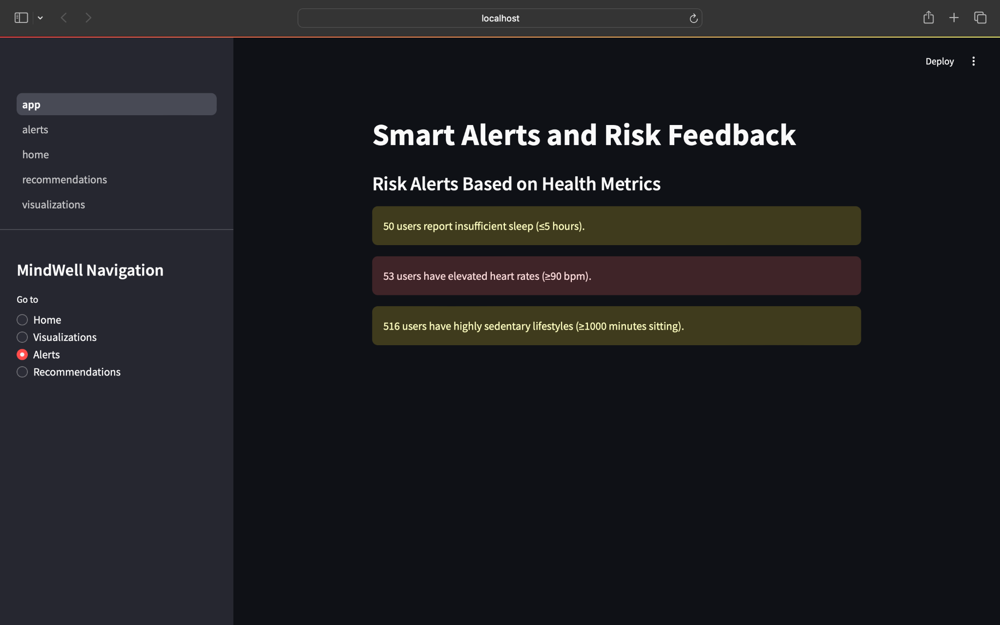 localhost
Deploy
app
alerts
home
recommendations
visualizations
MindWell Navigation
Go to
Home
Visualizations
Alerts
Recommendations
Smart Alerts and Risk Feedback
Risk Alerts Based on Health Metrics
50 users report insufficient sleep (≤5 hours).
53 users have elevated heart rates (≥90 bpm).
516 users have highly sedentary lifestyles (≥1000 minutes sitting).